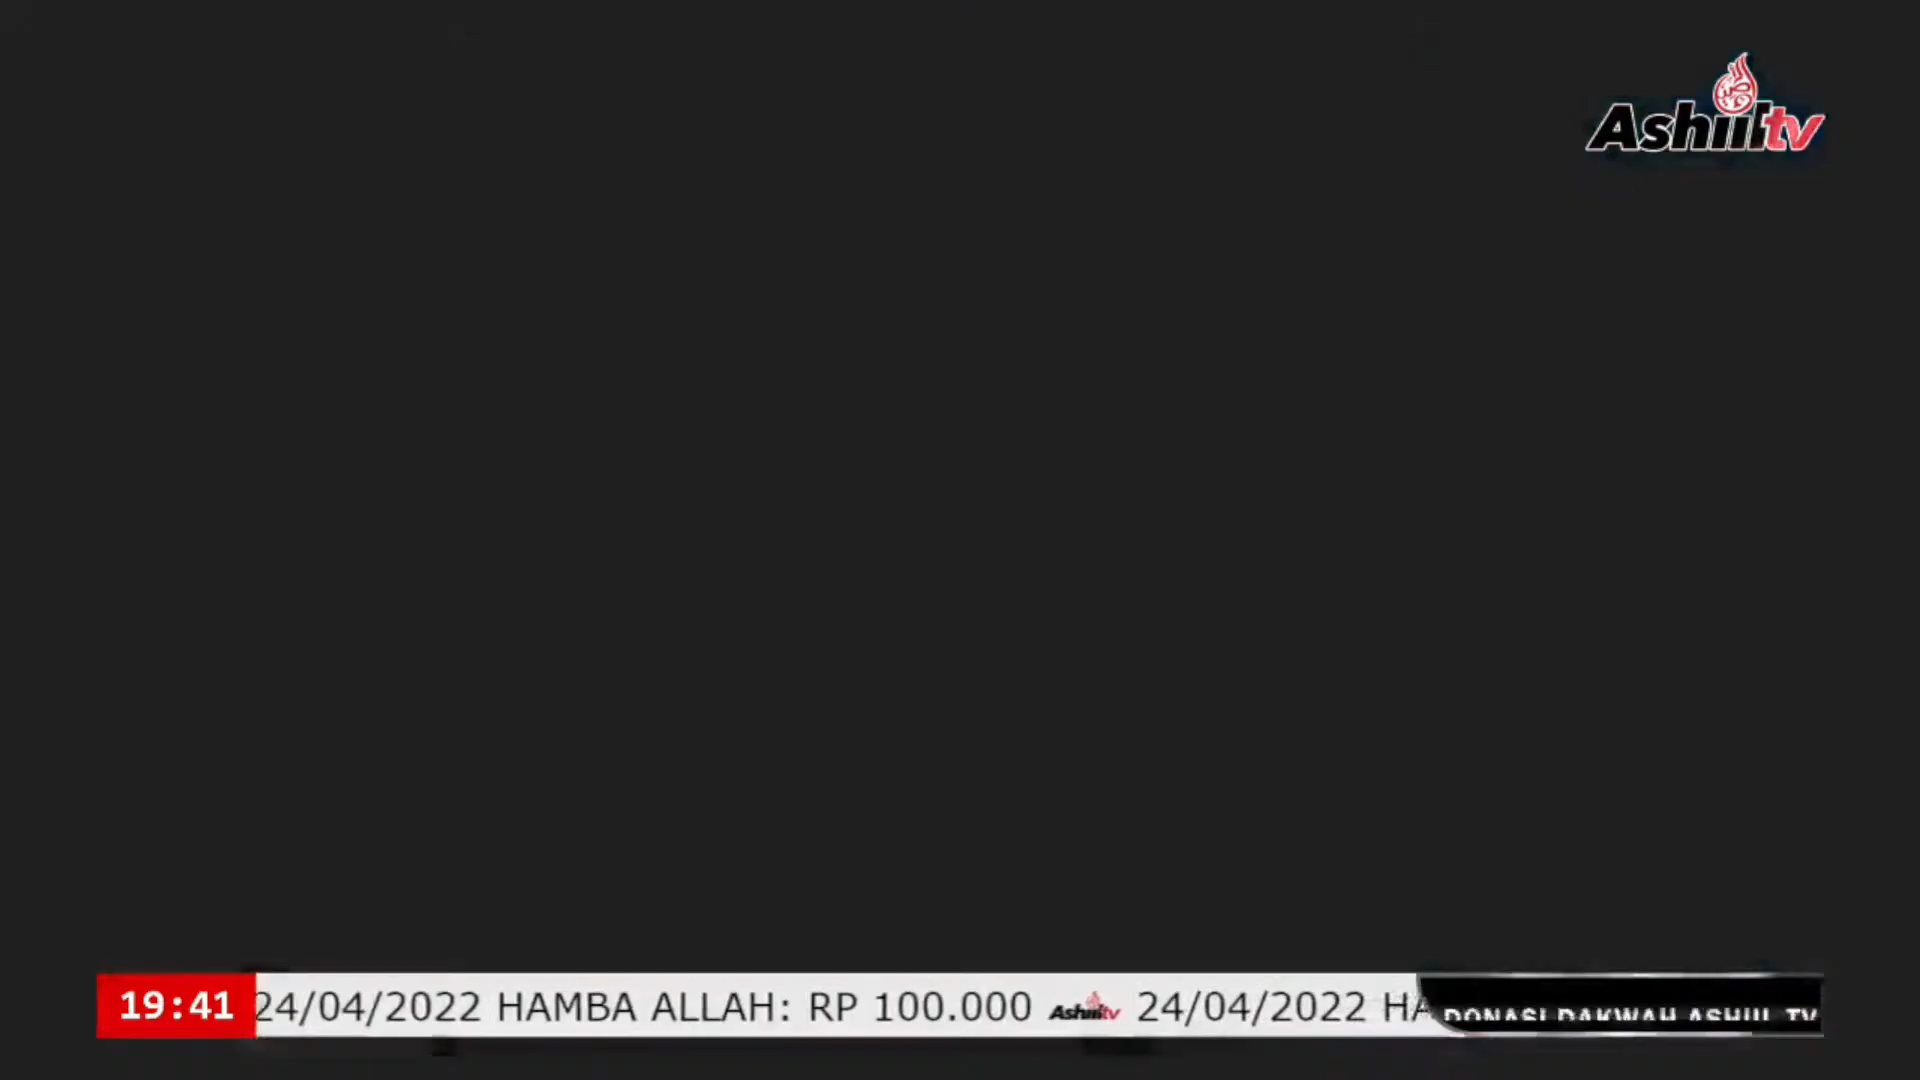 Ashiiltv
19:41 24/04/2022 HAMBA ALLAH: RP 100.000 Ashiiltv 24/04/2022 HA
DONASI DAKWAH ASHIIL TV